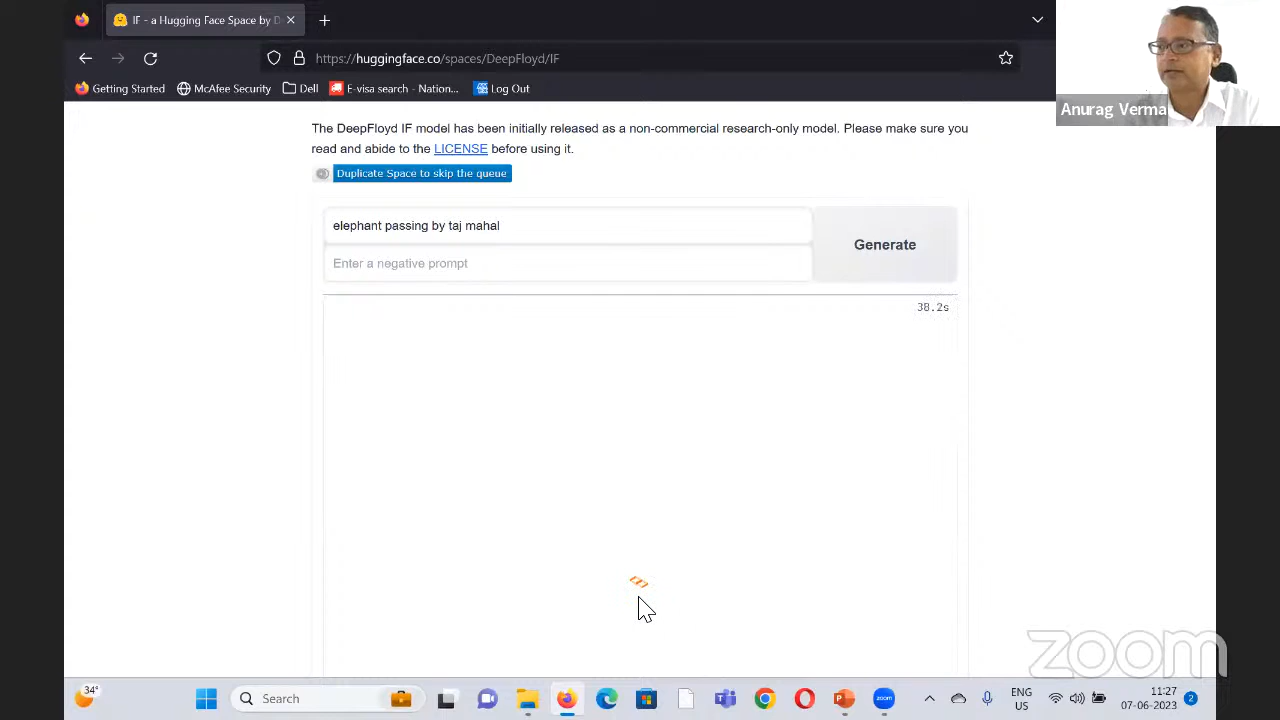 IF - a Hugging Face Space by D
https://huggingface.co/spaces/DeepFloyd/IF
Getting Started
McAfee Security
Dell
E-visa search - Nation...
Log Out
Anurag Verma
The DeepFloyd IF model has been initially released as a non-commercial research-only model. Please make sure you
read and abide to the LICENSE before using it.
Duplicate Space to skip the queue
elephant passing by taj mahal
Enter a negative prompt
Generate
38.2s
zoom
34°
Search
ENG
US
11:27
07-06-2023
2